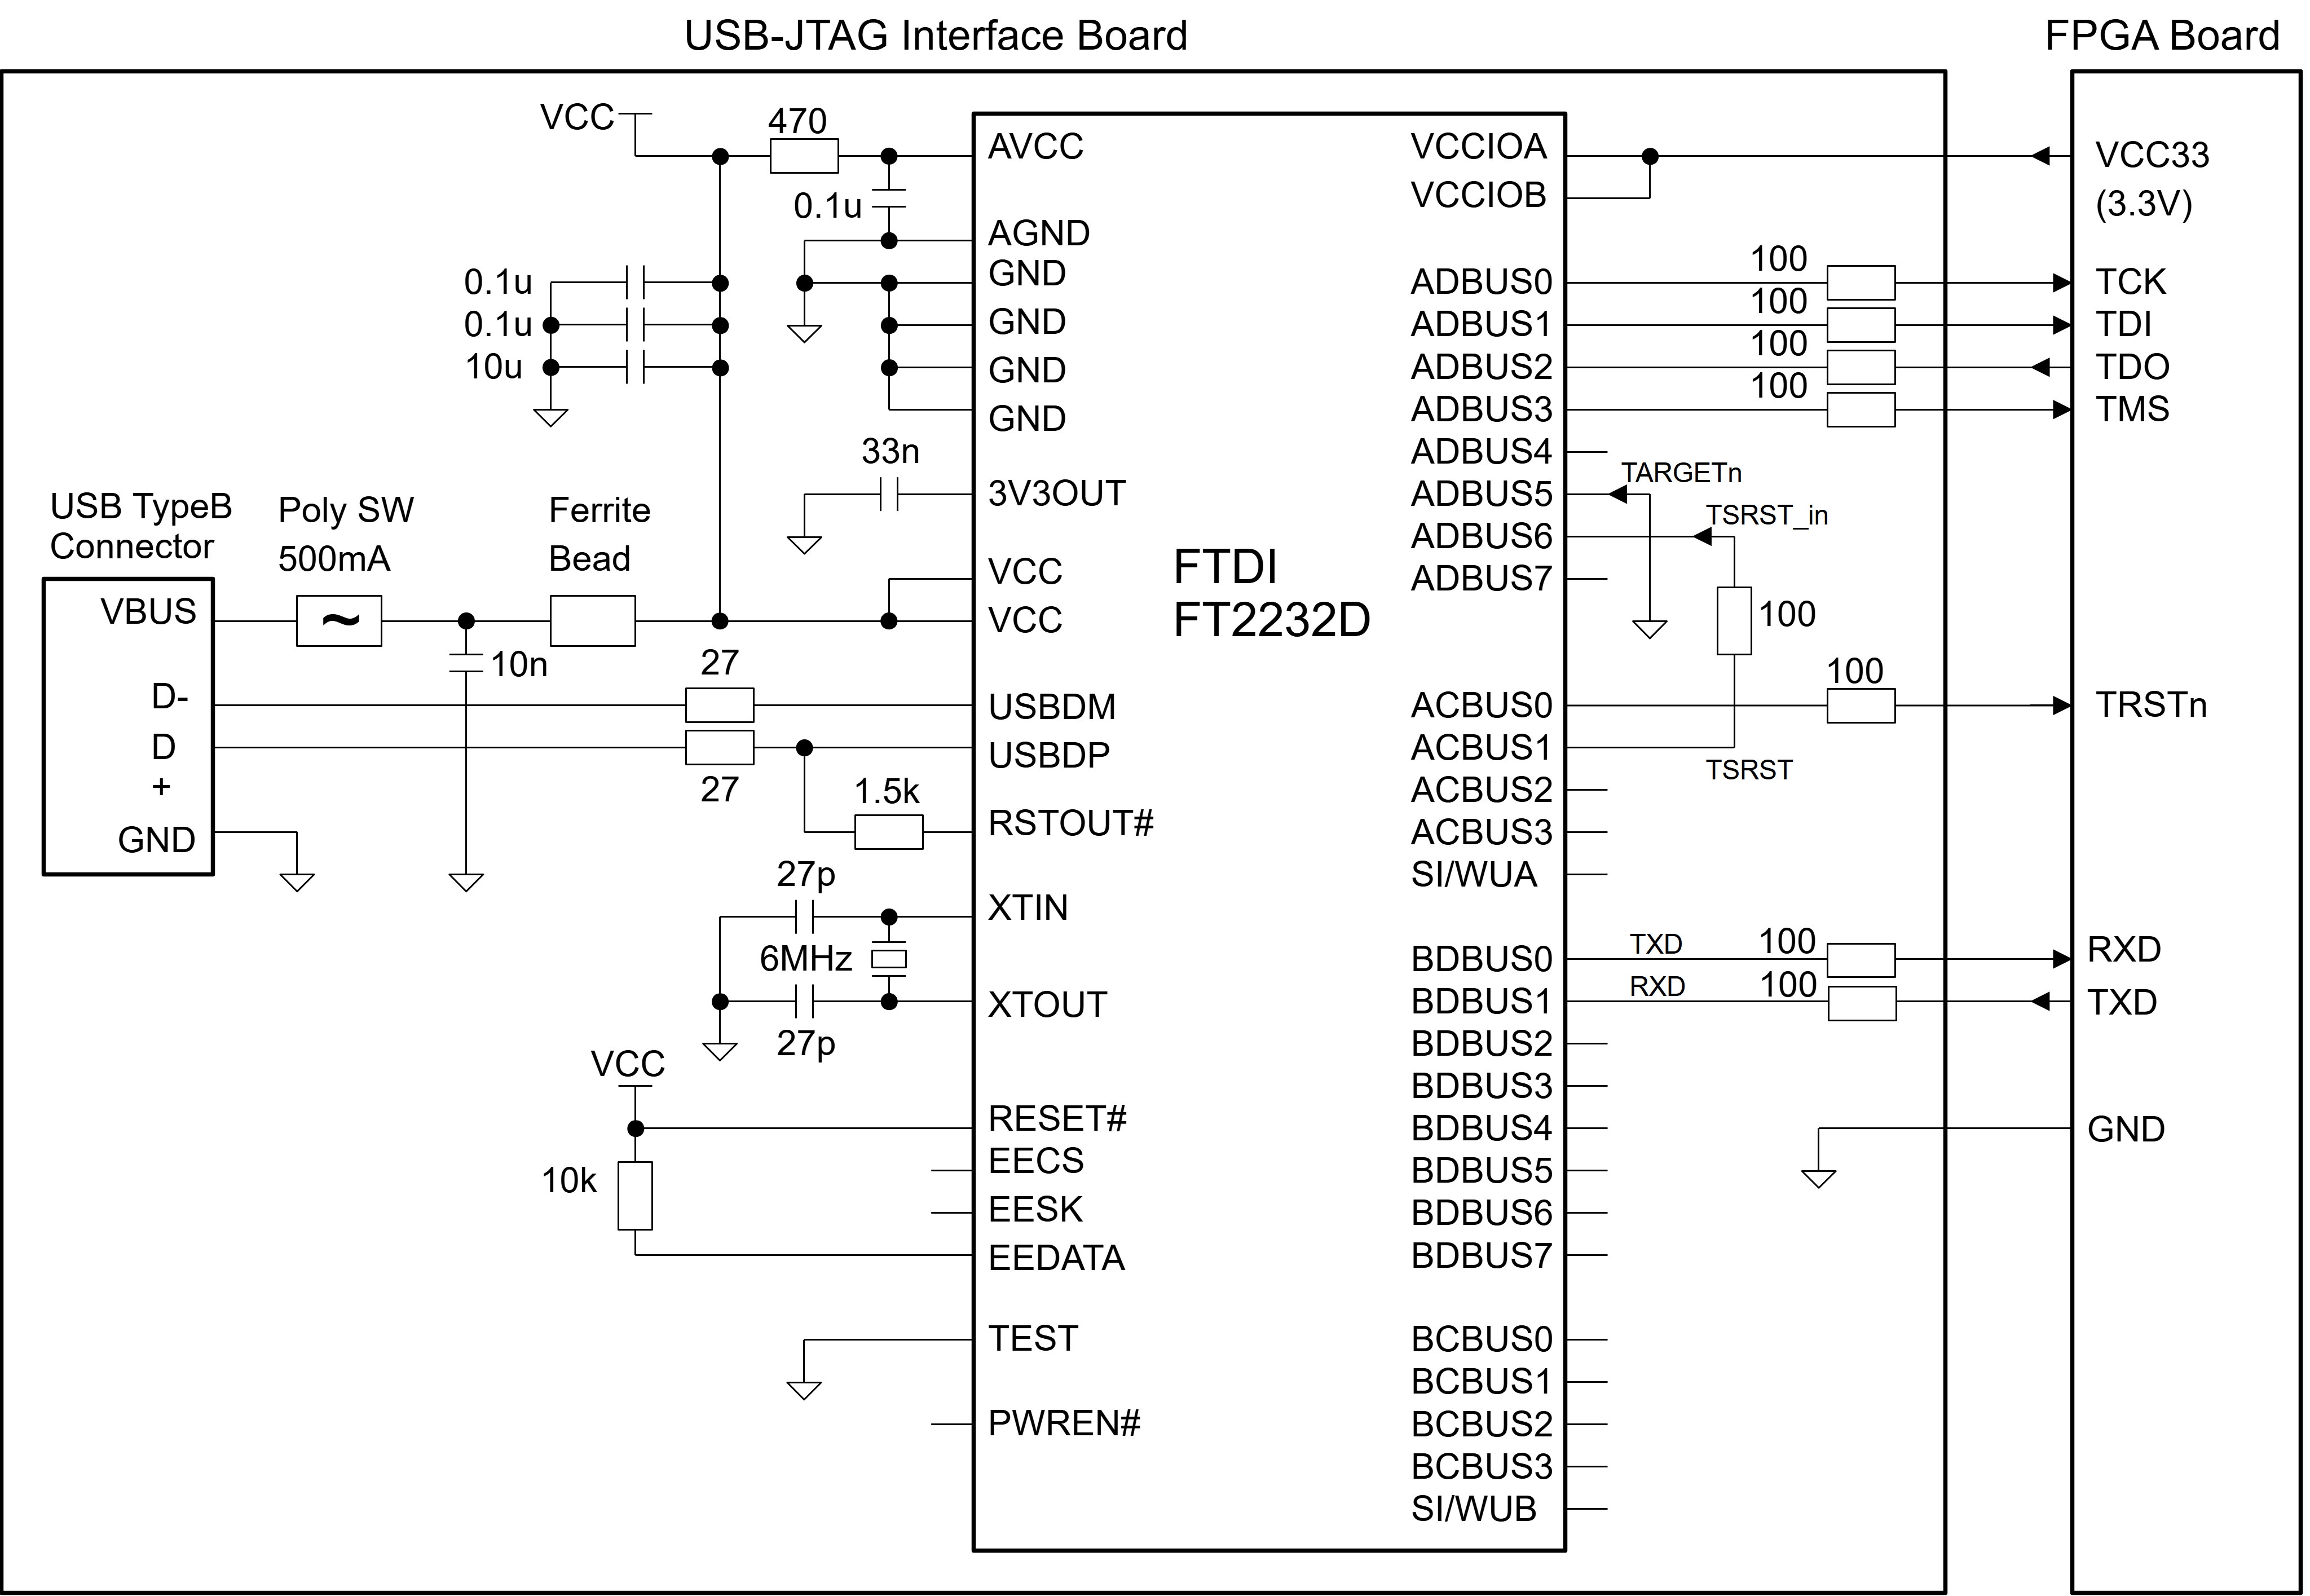 USB-JTAG Interface Board
FPGA Board
VCC
470
0.1u
0.1u
0.1u
10u
33n
USB TypeB
Connector
Poly SW
500mA
Ferrite
Bead
VBUS
~
10n
D-
D
+
GND
27
27
1.5k
27p
6MHz
27p
VCC
10k
AVCC
AGND
GND
GND
GND
GND
3V3OUT
VCC
VCC
USBDM
USBDP
RSTOUT#
XTIN
XTOUT
RESET#
EECS
EESK
EEDATA
TEST
PWREN#
FTDI
FT2232D
VCCIOA
VCCIOB
ADBUS0
ADBUS1
ADBUS2
ADBUS3
ADBUS4
ADBUS5
ADBUS6
ADBUS7
ACBUS0
ACBUS1
ACBUS2
ACBUS3
SI/WUA
BDBUS0
BDBUS1
BDBUS2
BDBUS3
BDBUS4
BDBUS5
BDBUS6
BDBUS7
BCBUS0
BCBUS1
BCBUS2
BCBUS3
SI/WUB
100
100
100
100
TARGETn
TSRST_in
100
100
TSRST
TXD
100
RXD
100
VCC33
(3.3V)
TCK
TDI
TDO
TMS
TRSTn
RXD
TXD
GND